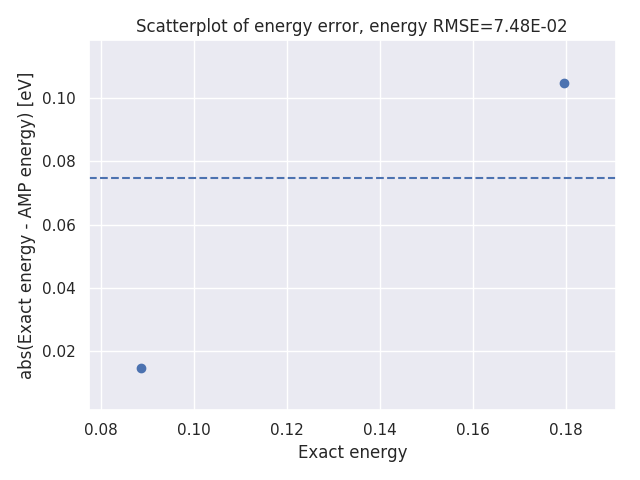 Scatterplot of energy error, energy RMSE=7.48E-02
abs(Exact energy - AMP energy) [eV]
0.10
0.08
0.06
0.04
0.02
0.08 0.10 0.12 0.14 0.16 0.18
Exact energy